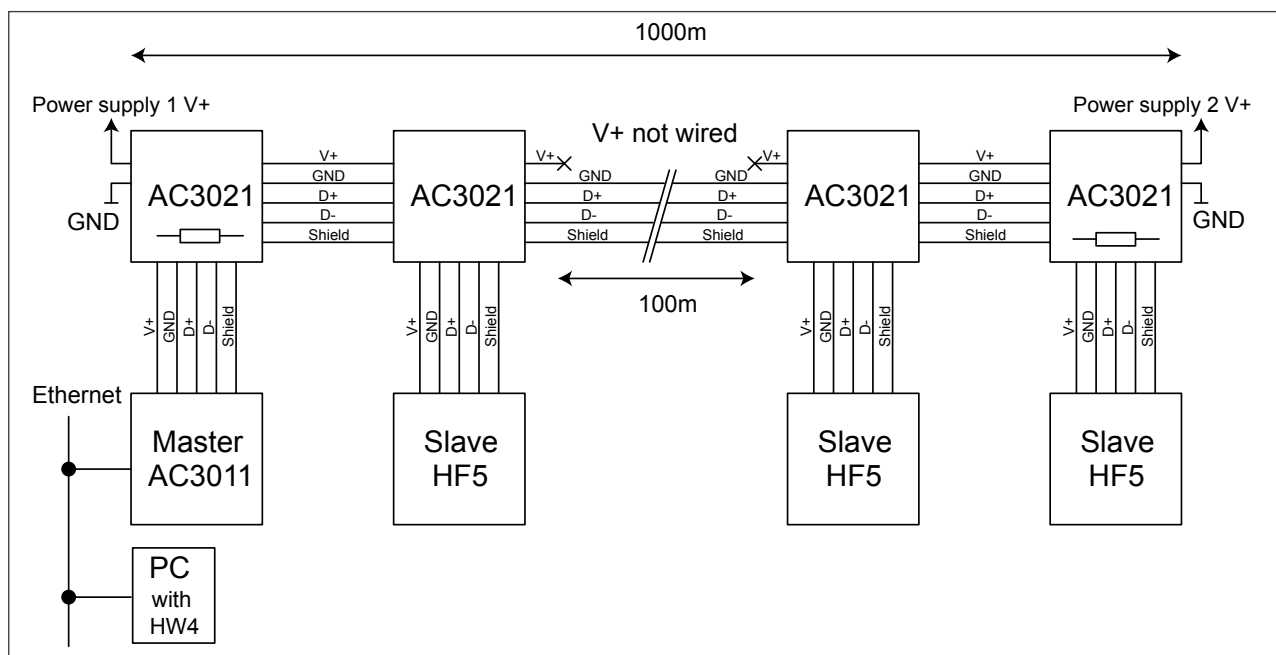 1000m
Power supply 1 V+
Power supply 2 V+
V+ not wired
V+
GND
D+
D-
Shield
V+
GND
D+
D-
Shield
V+
GND
D+
D-
Shield
V+
GND
D+
D-
Shield
AC3021
AC3021
AC3021
AC3021
GND
GND
100m
V+
GND
D+
D-
Shield
V+
GND
D+
D-
Shield
V+
GND
D+
D-
Shield
V+
GND
D+
D-
Shield
Ethernet
Master
AC3011
Slave
HF5
Slave
HF5
Slave
HF5
PC
with
HW4